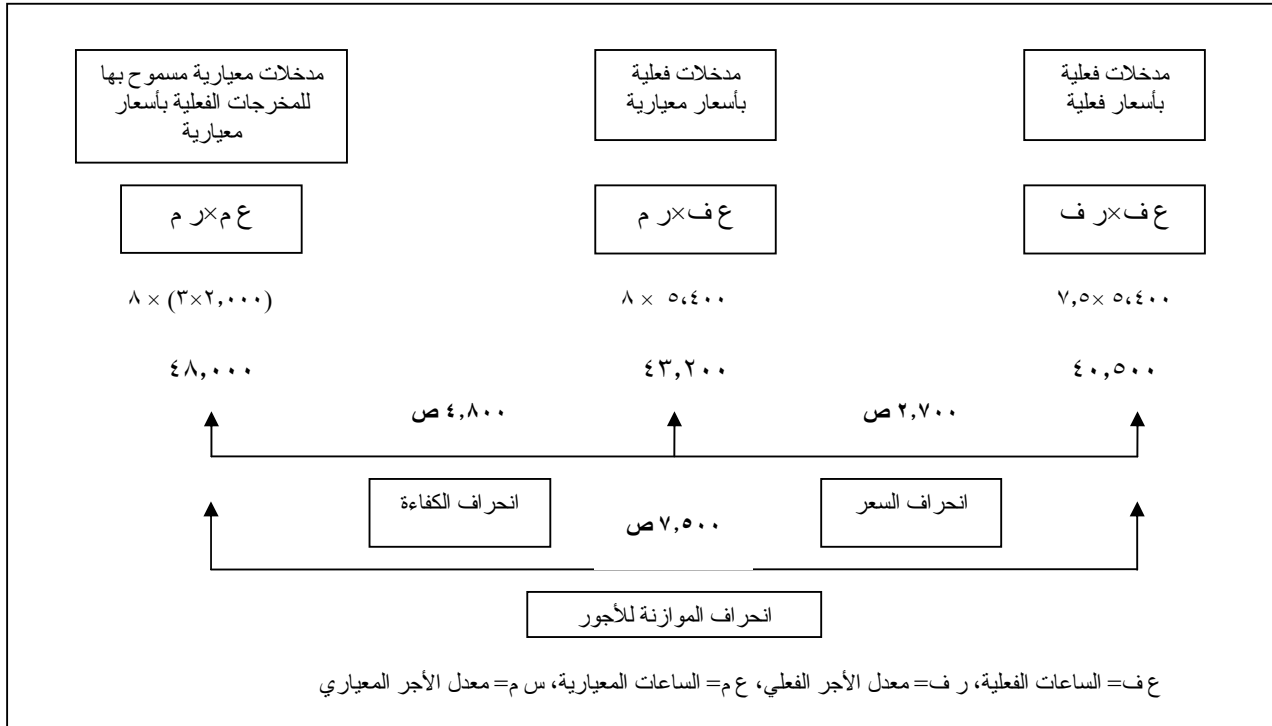 مدخلات فعلية
بأسعار فعلية
مدخلات فعلية
بأسعار معيارية
مدخلات معيارية مسموح بها
للمخرجات الفعلية بأسعار
معيارية
ع ف×ر ف
ع ف×ر م
ع م×ر م
٧,٥× ٥،٤٠٠
٨ × ٥،٤٠٠
٨ × (٣×٢,٠٠٠)
٤٠,٥٠٠
٤٣,٢٠٠
٤٨,٠٠٠
٢,٧٠٠ ص
٤,٨٠٠ ص
انحراف السعر
انحراف الكفاءة
٧,٥٠٠ ص
انحراف الموازنة للأجور
ع ف= الساعات الفعلية، ر ف= معدل الأجر الفعلي، ع م= الساعات المعيارية، س م= معدل الأجر المعياري